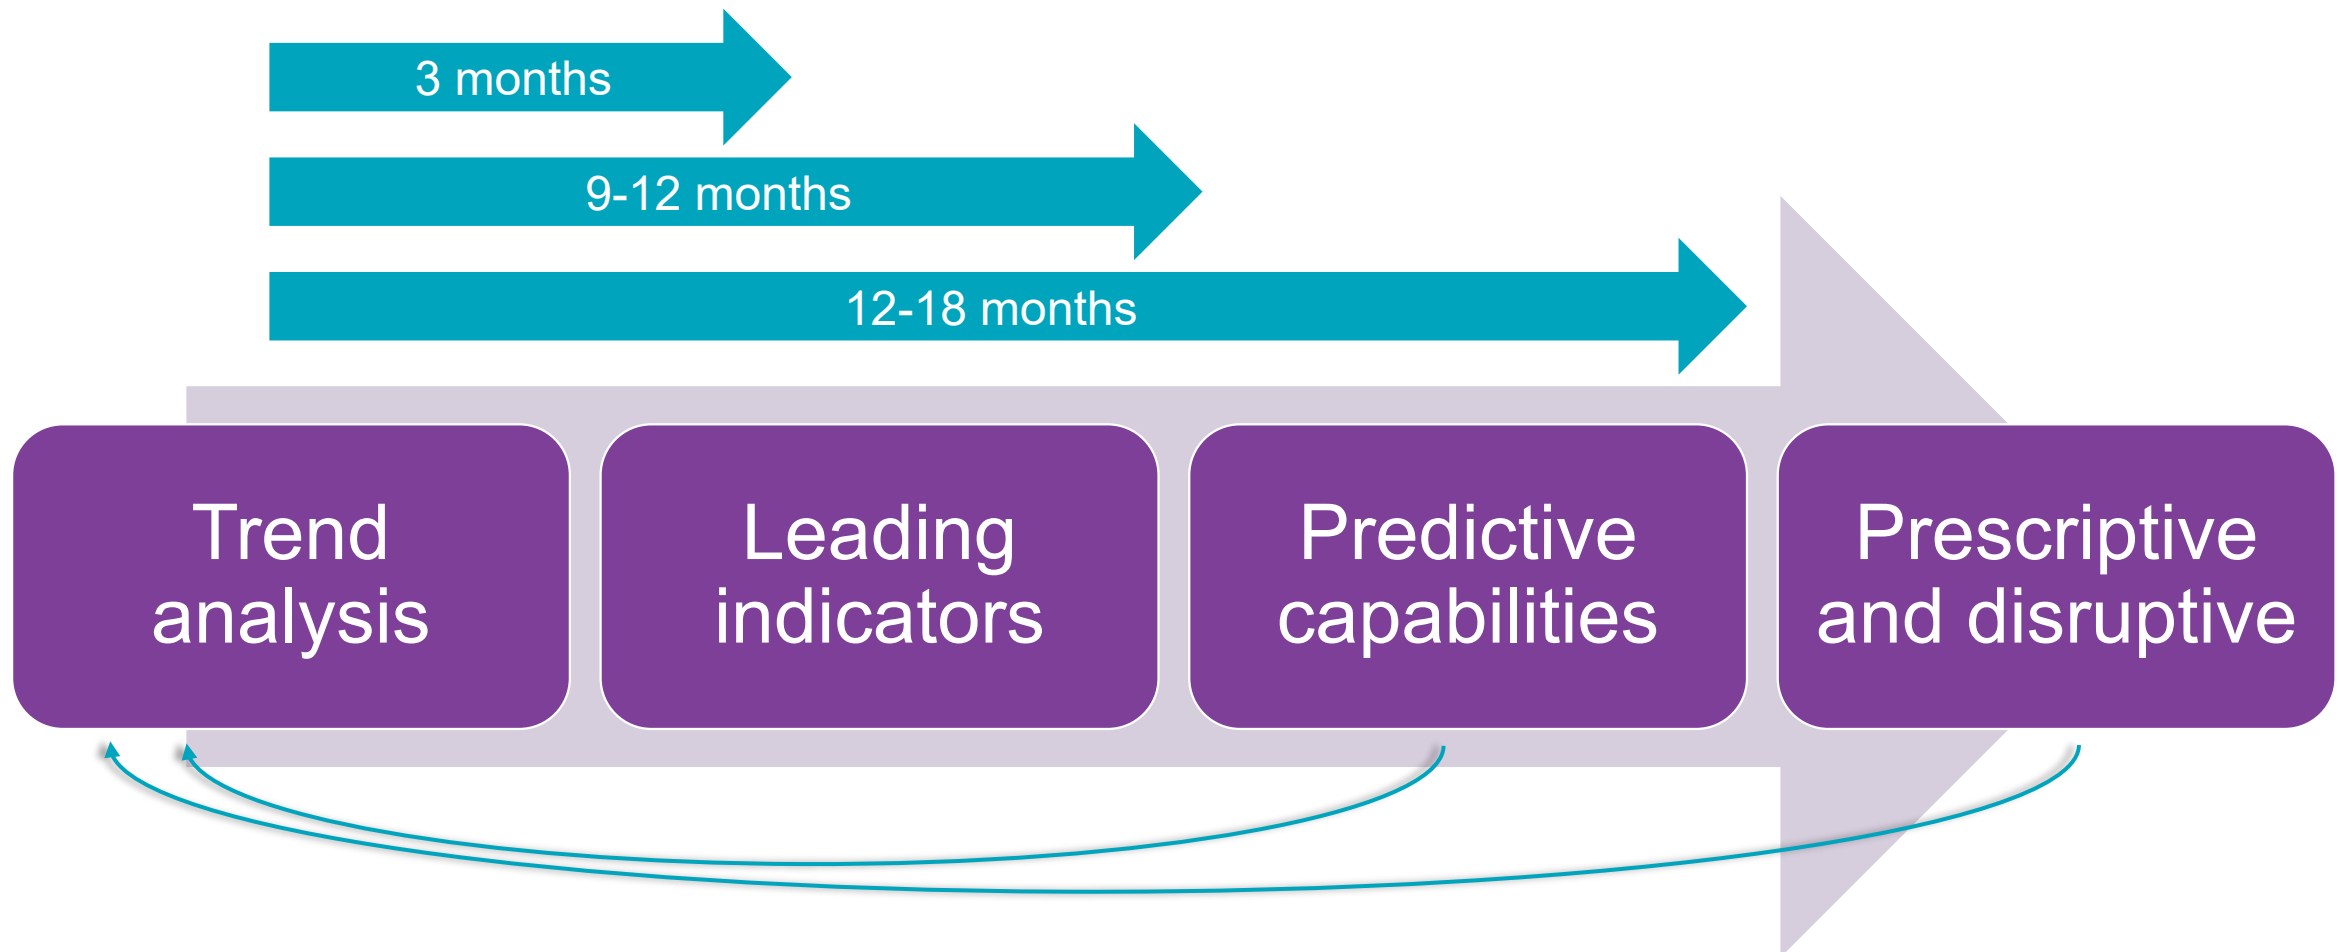 3 months
9-12 months
12-18 months
Trend
analysis
Leading
indicators
Predictive
capabilities
Prescriptive
and disruptive